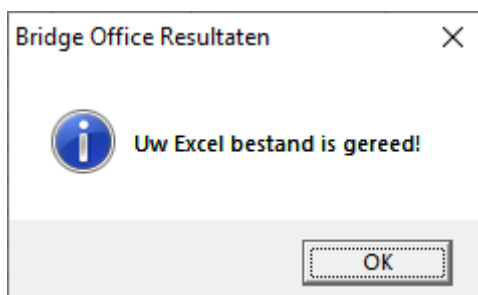 Bridge Office Resultaten
Uw Excel bestand is gereed!
OK